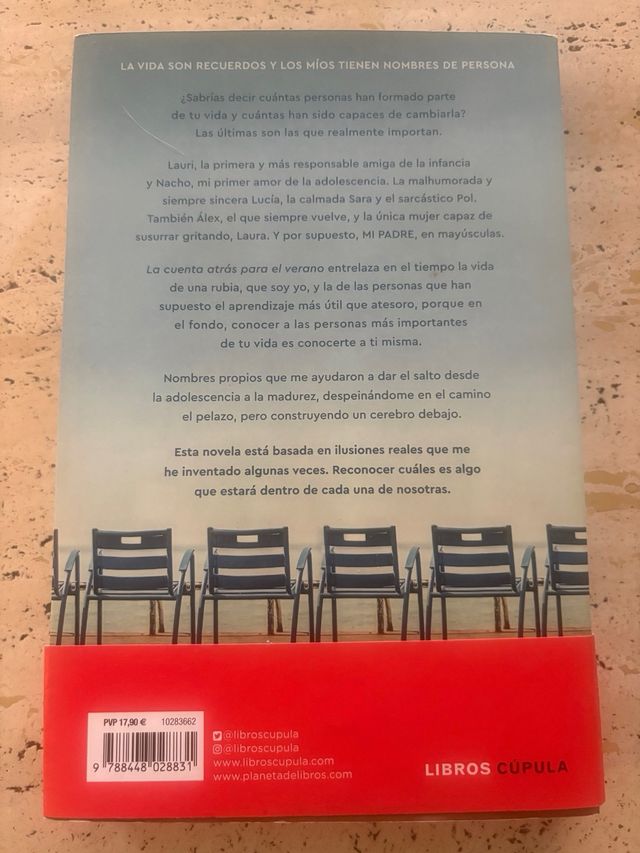 LA VIDA SON RECUERDOS Y LOS MÍOS TIENEN NOMBRES DE PERSONA
¿Sabrías decir cuántas personas han formado parte
de tu vida y cuántas han sido capaces de cambiarla?
Las últimas son las que realmente importan.
Lauri, la primera y más responsable amiga de la infancia
y Nacho, mi primer amor de la adolescencia. La malhumorada y
siempre sincera Lucía, la calmada Sara y el sarcástico Pol.
También Álex, el que siempre vuelve, y la única mujer capaz de
susurrar gritando, Laura. Y por supuesto, MI PADRE, en mayúsculas.
La cuenta atrás para el verano entrelaza en el tiempo la vida
de una rubia, que soy yo, y la de las personas que han
supuesto el aprendizaje más útil que atesoro, porque en
el fondo, conocer a las personas más importantes
de tu vida es conocerte a ti misma.
Nombres propios que me ayudaron a dar el salto desde
la adolescencia a la madurez, despeinándome en el camino
el pelazo, pero construyendo un cerebro debajo.
Esta novela está basada en ilusiones reales que me
he inventado algunas veces. Reconocer cuáles es algo
que estará dentro de cada una de nosotras.
PVP 17,90 € 10283662
9 788448 028831
@libroscupula
@libroscupula
www.libroscupula.com
www.planetadelibros.com
LIBROS CÚPULA